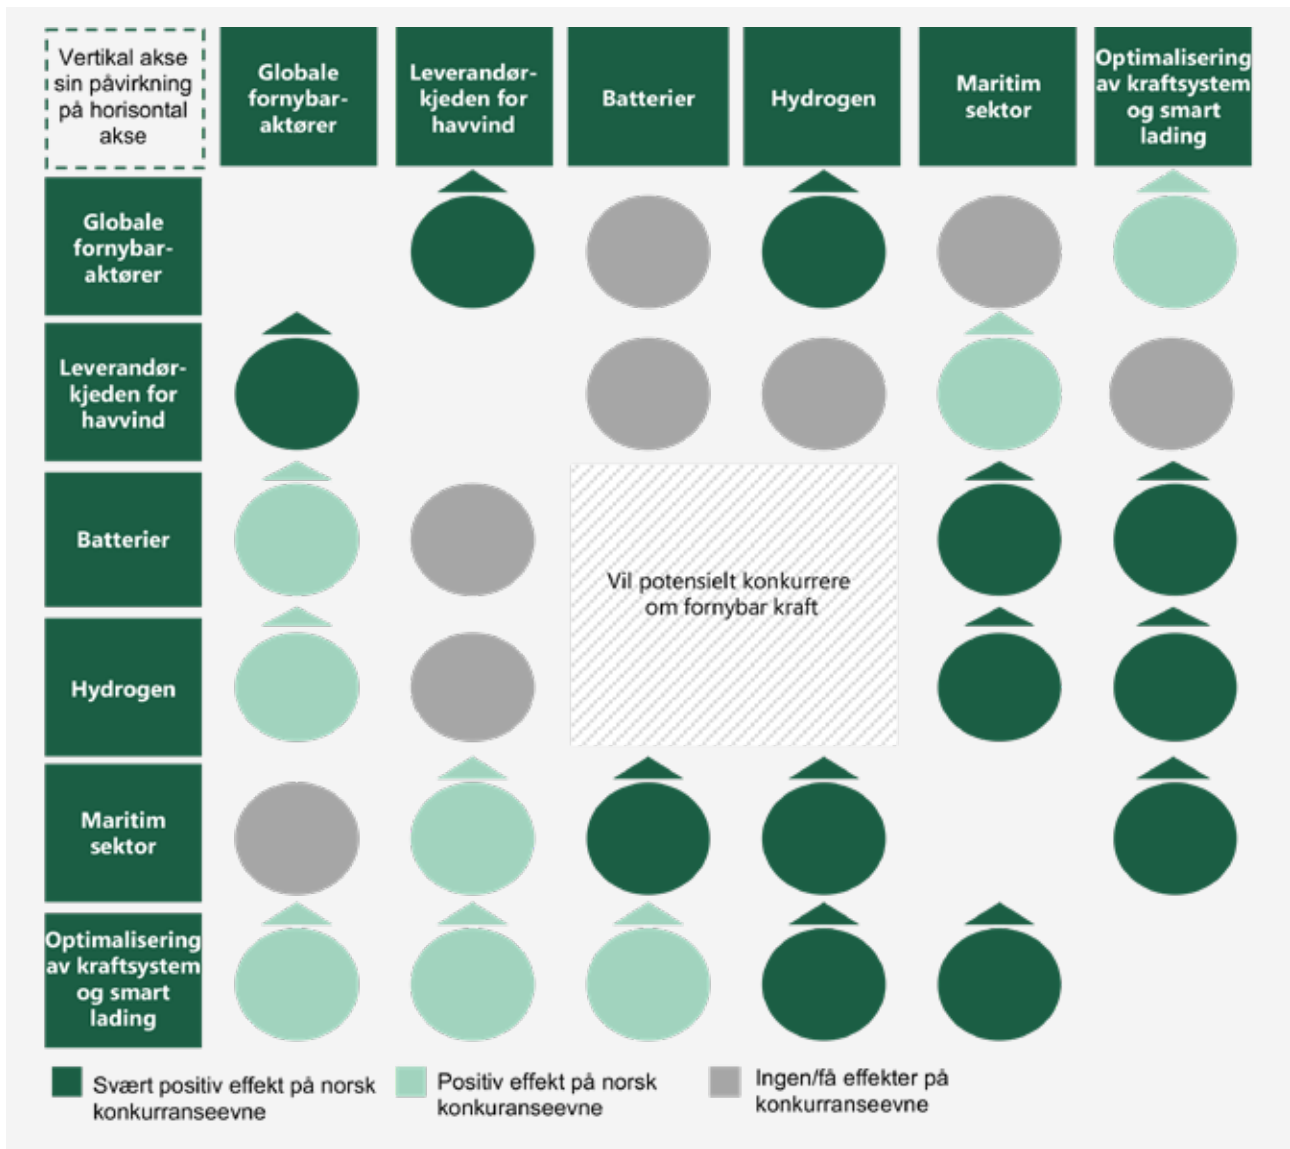 Vertikal akse
sin påvirkning
på horisontal
akse
Globale
fornybar-
aktører
Leverandør-
kjeden for
havvind
Batterier
Hydrogen
Maritim
sektor
Optimalisering
av kraftsystem
og smart
lading
Globale
fornybar-
aktører
Leverandør-
kjeden for
havvind
Batterier
Vil potensielt konkurrere
om fornybar kraft
Hydrogen
Maritim
sektor
Optimalisering
av kraftsystem
og smart
lading
Svært positiv effekt på norsk
konkurranseevne
Positiv effekt på norsk
konkuranseevne
Ingen/få effekter på
konkurranseevne